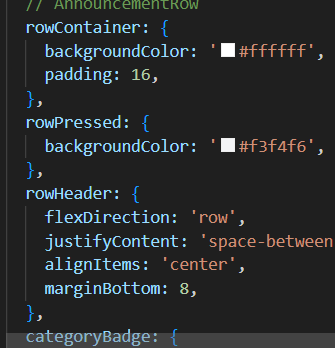 // AnnouncementRow
rowContainer: {
backgroundColor: '#ffffff',
padding: 16,
},
rowPressed: {
backgroundColor: '#f3f4f6',
},
rowHeader: {
flexDirection: 'row',
justifyContent: 'space-between
alignItems: 'center',
marginBottom: 8,
},
categoryBadge: {